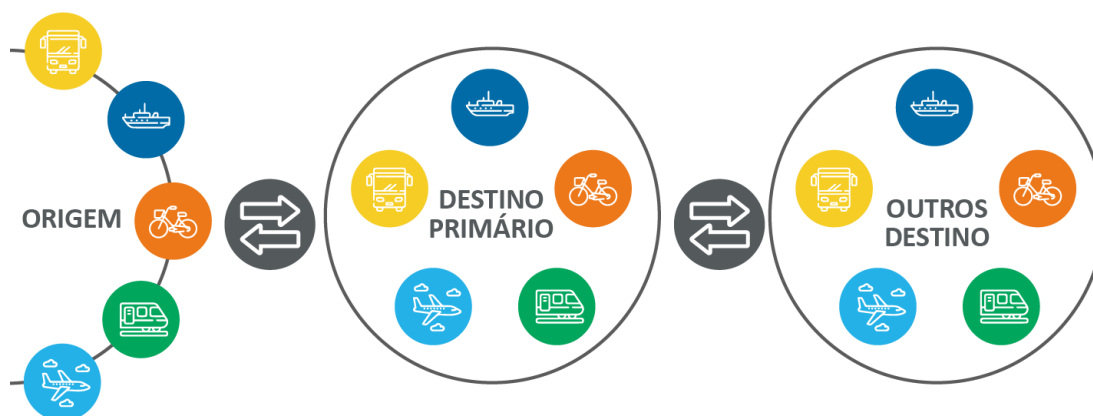 ORIGEM
DESTINO
PRIMÁRIO
OUTROS
DESTINO